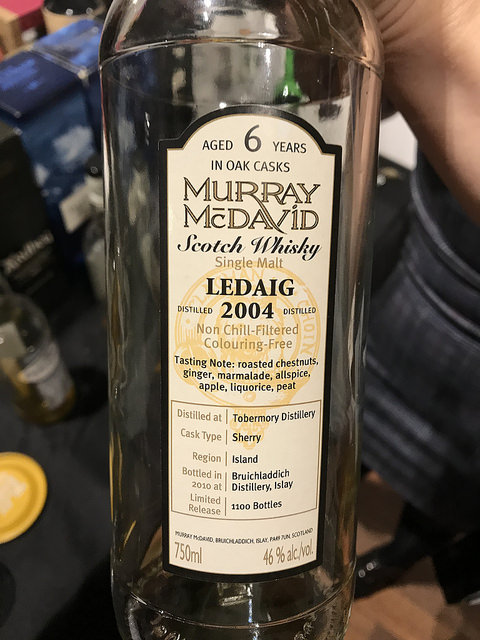 AGED 6 YEARS
IN OAK CASKS
MURRAY
McDAVID
Scotch Whisky
Single Malt
LEDAIG
DISTILLED 2004 DISTILLED
Non Chill-Filtered
Colouring-Free
Tasting Note: roasted chestnuts,
ginger, marmalade, allspice,
apple, liquorice, peat
Distilled at Tobermory Distillery
Cask Type Sherry
Region Island
Bottled in Bruichladdich
2010 at Distillery, Islay
Limited
Release 1100 Bottles
MURRAY McDAVID, BRUICHLADDICH, ISLAY, PA49 7UN, SCOTLAND
750ml 46 % alc./vol.